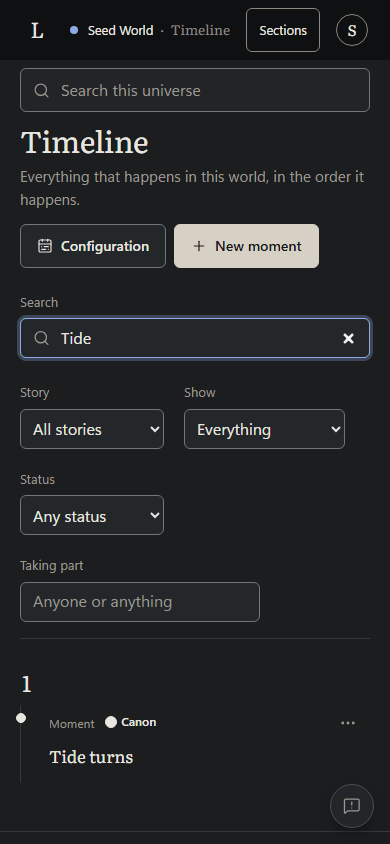 L
Seed World · Timeline
Sections
S
Search this universe
Timeline
Everything that happens in this world, in the order it
happens.
Configuration
New moment
Search
Tide
Story
Show
All stories
Everything
Status
Any status
Taking part
Anyone or anything
1
Moment
Canon
Tide turns